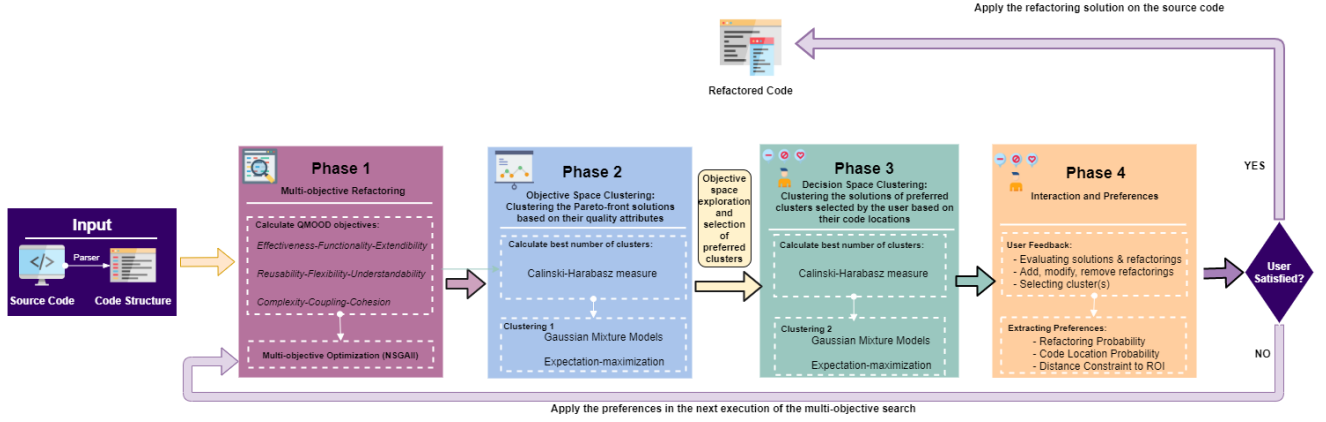 Apply the refactoring solution on the source code
Refactored Code
Input
Parser
Source Code
Code Structure
Phase 1
Multi-objective Refactoring
Calculate QMOOD objectives:
Effectiveness-Functionality-Extendibility
Reusability-Flexibility-Understandability
Complexity-Coupling-Cohesion
Multi-objective Optimization (NSGAII)
Phase 2
Objective Space Clustering:
Clustering the Pareto-front solutions
based on their quality attributes
Calculate best number of clusters:
Calinski-Harabasz measure
Clustering 1
Gaussian Mixture Models
Expectation-maximization
Objective
space
exploration
and
selection
of
preferred
clusters
Phase 3
Decision Space Clustering:
Clustering the solutions of preferred
clusters selected by the user based on
their code locations
Calculate best number of clusters:
Calinski-Harabasz measure
Clustering 2
Gaussian Mixture Models
Expectation-maximization
Phase 4
Interaction and Preferences
User Feedback:
- Evaluating solutions & refactorings
- Add, modify, remove refactorings
- Selecting cluster(s)
Extracting Preferences:
- Refactoring Probability
- Code Location Probability
- Distance Constraint to ROI
YES
User
Satisfied?
NO
Apply the preferences in the next execution of the multi-objective search